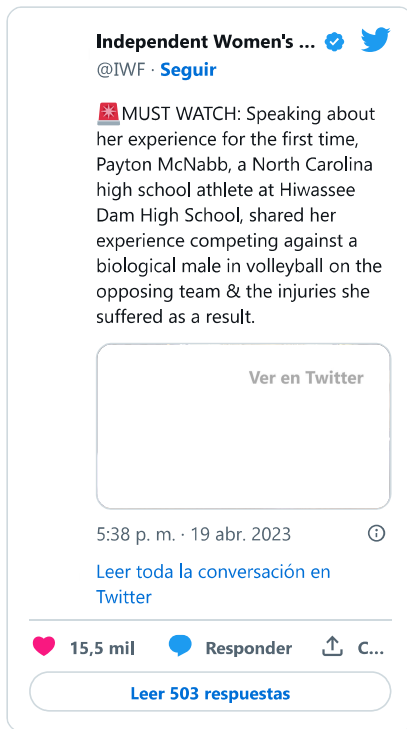 Independent Women's ...
@IWF · Seguir
🚨MUST WATCH: Speaking about
her experience for the first time,
Payton McNabb, a North Carolina
high school athlete at Hiwassee
Dam High School, shared her
experience competing against a
biological male in volleyball on the
opposing team & the injuries she
suffered as a result.
Ver en Twitter
5:38 p. m. · 19 abr. 2023
Leer toda la conversación en
Twitter
15,5 mil Responder C...
Leer 503 respuestas